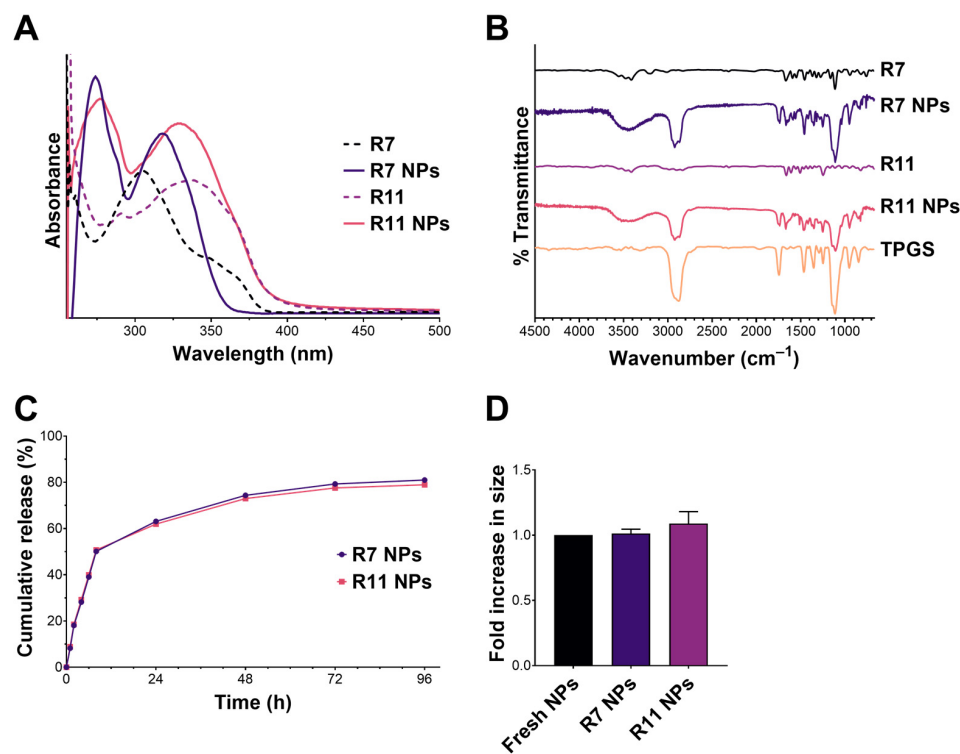 A
Absorbance
R7
R7 NPs
R11
R11 NPs
250 300 350 400 450 500
Wavelength (nm)
B
% Transmittance
R7
R7 NPs
R11
R11 NPs
TPGS
4500 4000 3500 3000 2500 2000 1500 1000
Wavenumber (cm⁻¹)
C
Cumulative release (%)
100
80
60
40
20
0
R7 NPs
R11 NPs
0 24 48 72 96
Time (h)
D
Fold increase in size
1.5
1.0
0.5
0.0
Fresh NPs
R7 NPs
R11 NPs